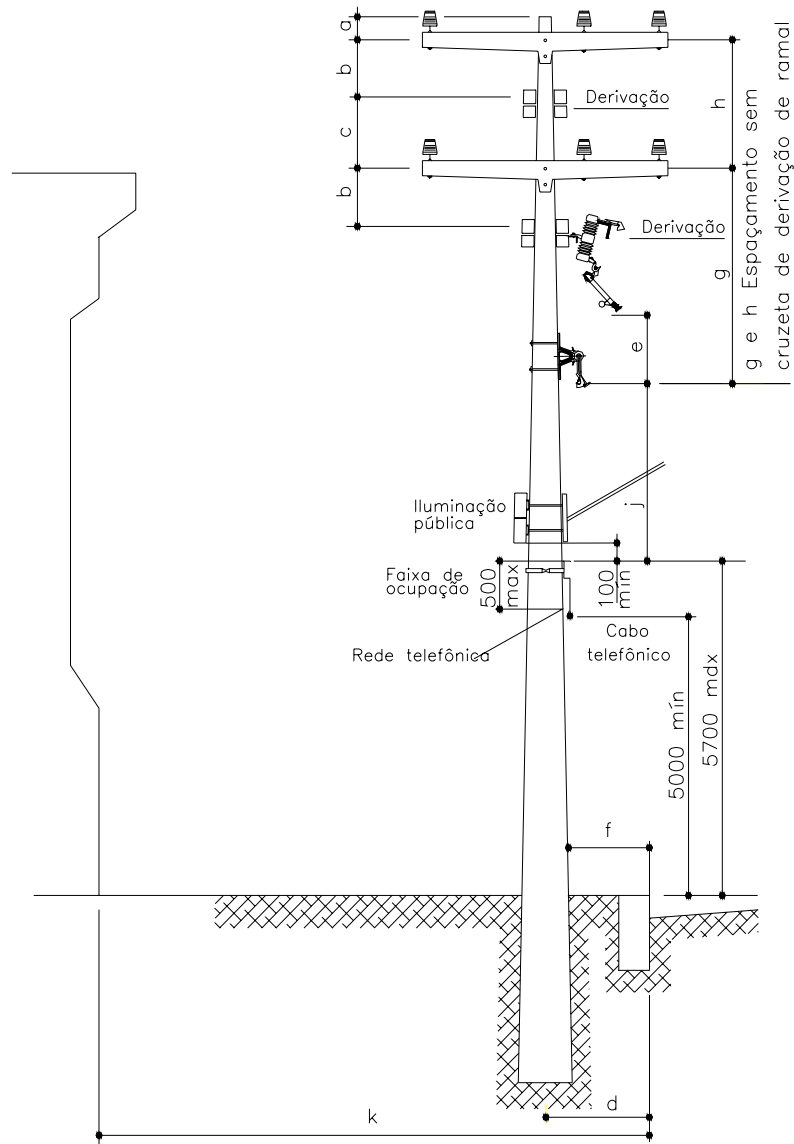 a
b
c
b
Derivação
Derivação
h
g
g e h Espaçamento sem
cruzeta de derivação de ramal
e
j
Iluminação
pública
Faixa de
ocupação
500
max
100
mín
Rede telefônica
Cabo
telefônico
5000 mín
5700 mdx
f
k
d